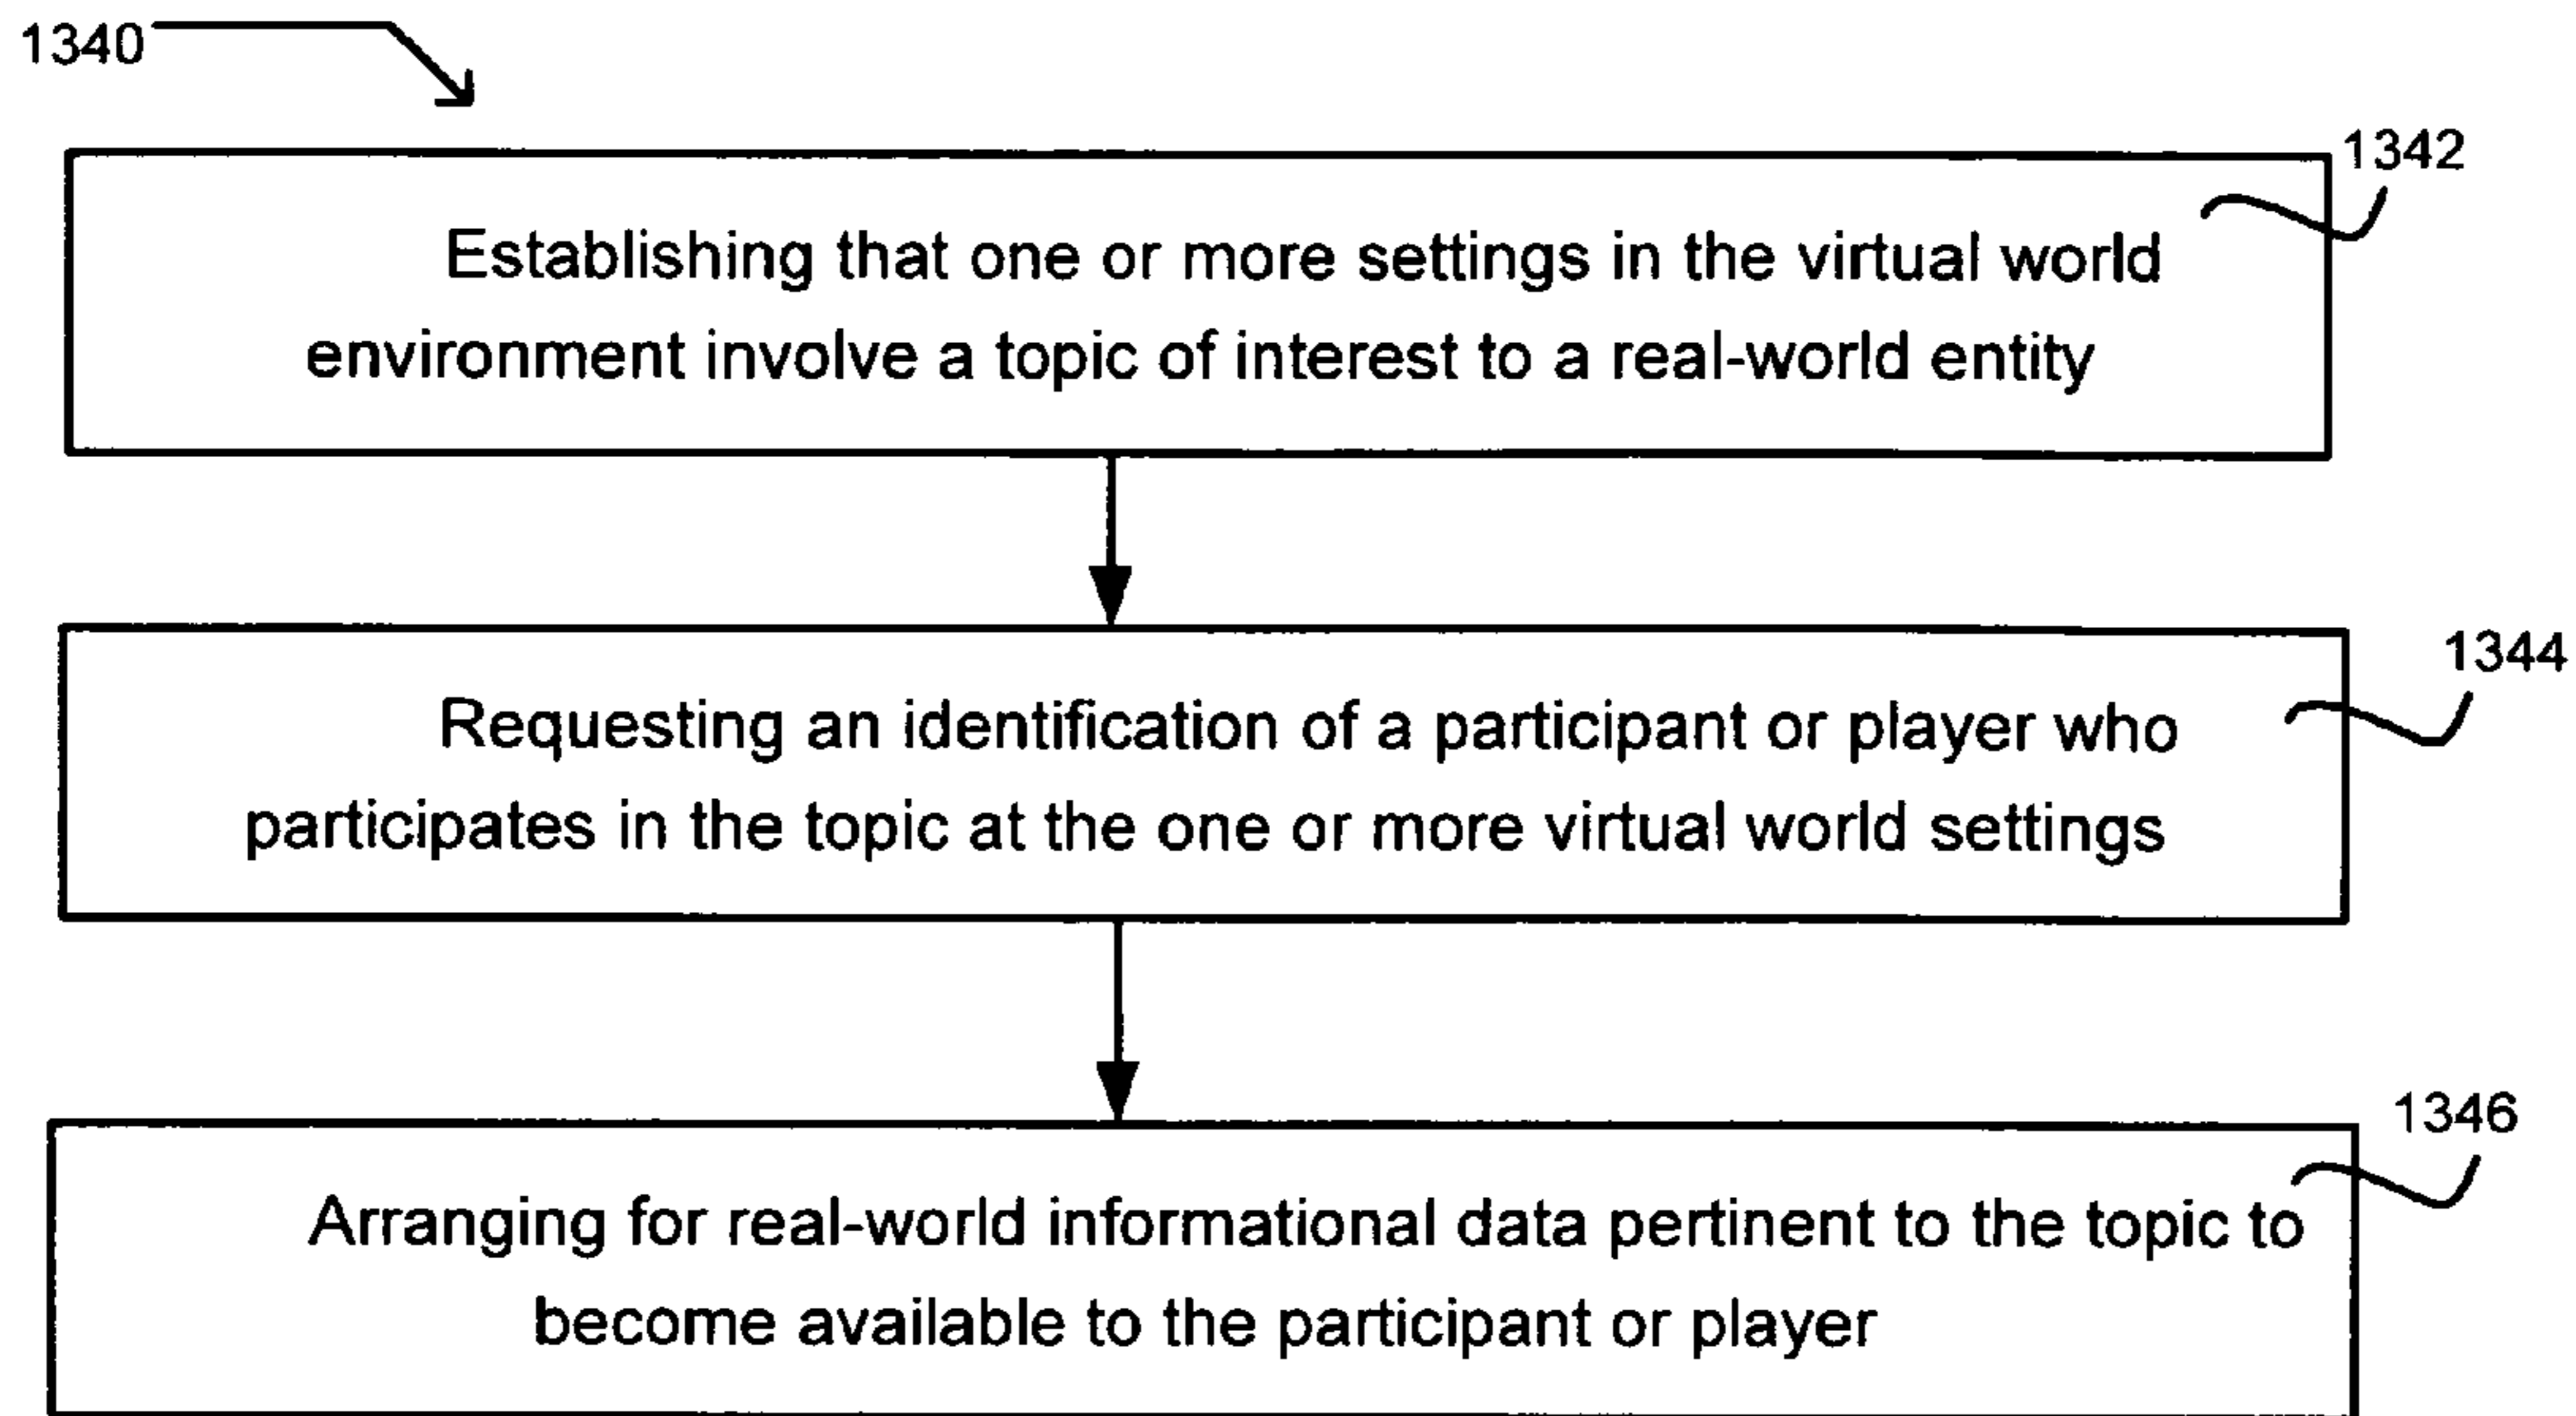 1340
1342
Establishing that one or more settings in the virtual world
environment involve a topic of interest to a real-world entity
1344
Requesting an identification of a participant or player who
participates in the topic at the one or more virtual world settings
1346
Arranging for real-world informational data pertinent to the topic to
become available to the participant or player